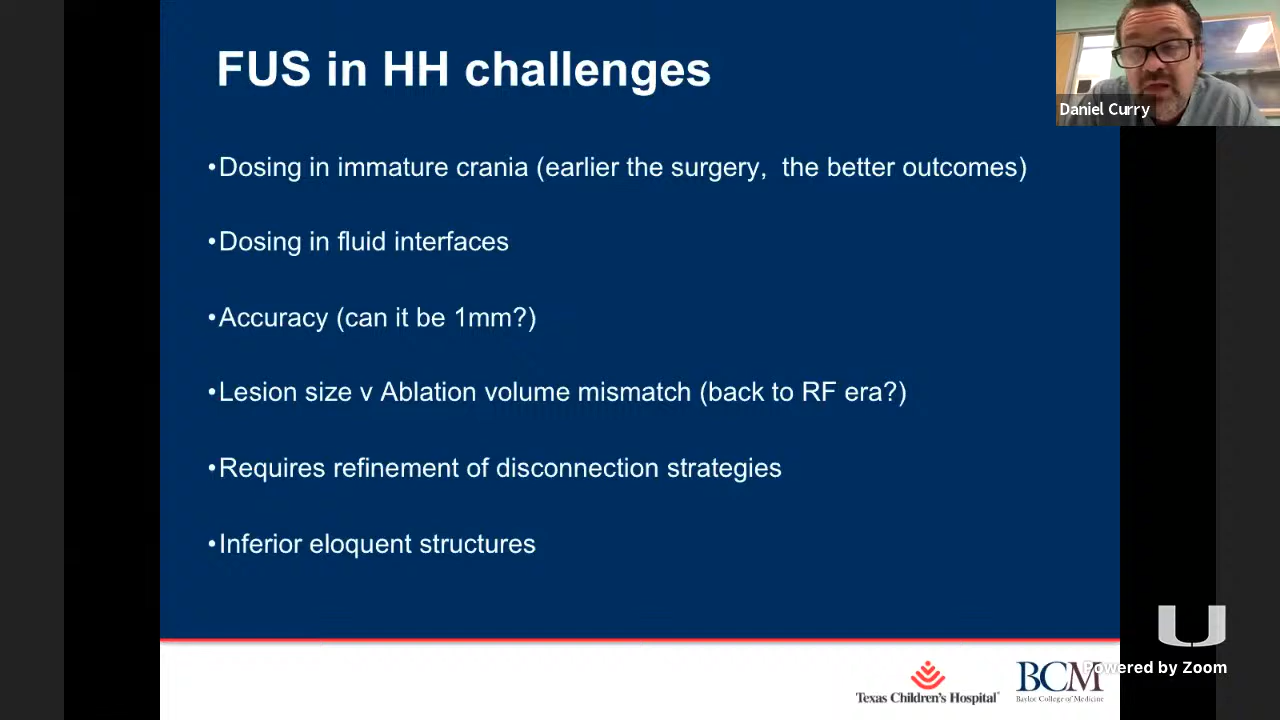 FUS in HH challenges
Daniel Curry
•Dosing in immature crania (earlier the surgery,  the better outcomes)
•Dosing in fluid interfaces
•Accuracy (can it be 1mm?)
•Lesion size v Ablation volume mismatch (back to RF era?)
•Requires refinement of disconnection strategies
•Inferior eloquent structures
U
Powered by Zoom
Texas Children's Hospital
BCM
Baylor College of Medicine